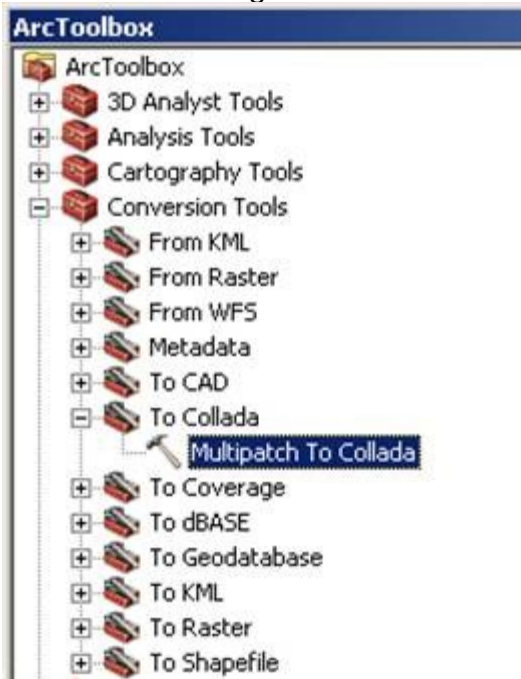 ArcToolbox
ArcToolbox
3D Analyst Tools
Analysis Tools
Cartography Tools
Conversion Tools
From KML
From Raster
From WFS
Metadata
To CAD
To Collada
Multipatch To Collada
To Coverage
To dBASE
To Geodatabase
To KML
To Raster
To Shapefile